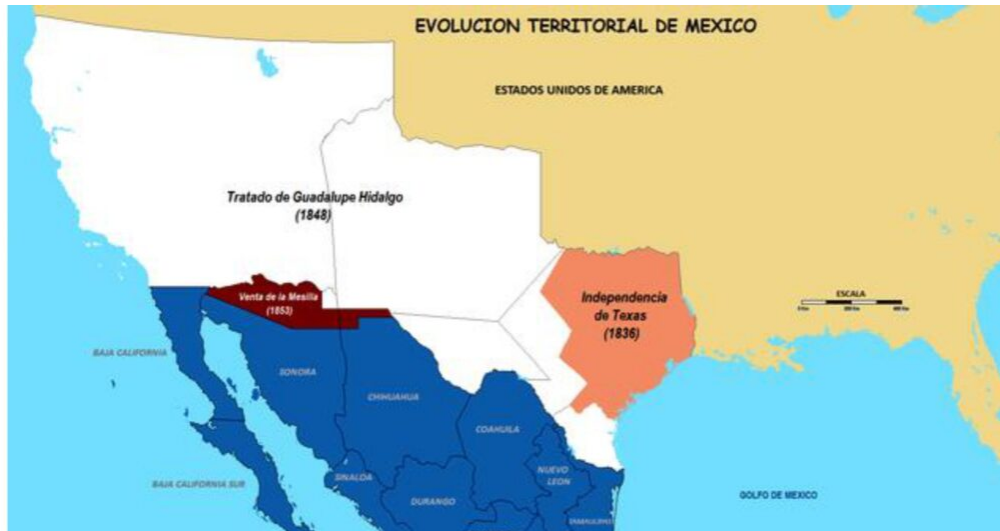 EVOLUCION TERRITORIAL DE MEXICO
ESTADOS UNIDOS DE AMERICA
Tratado de Guadalupe Hidalgo
(1848)
Venta de la Mesilla
(1853)
Independencia
de Texas
(1836)
ESCALA
BAJA CALIFORNIA
SONORA
CHIHUAHUA
COAHUILA
NUEVO
LEON
SINALOA
DURANGO
BAJA CALIFORNIA SUR
GOLFO DE MEXICO